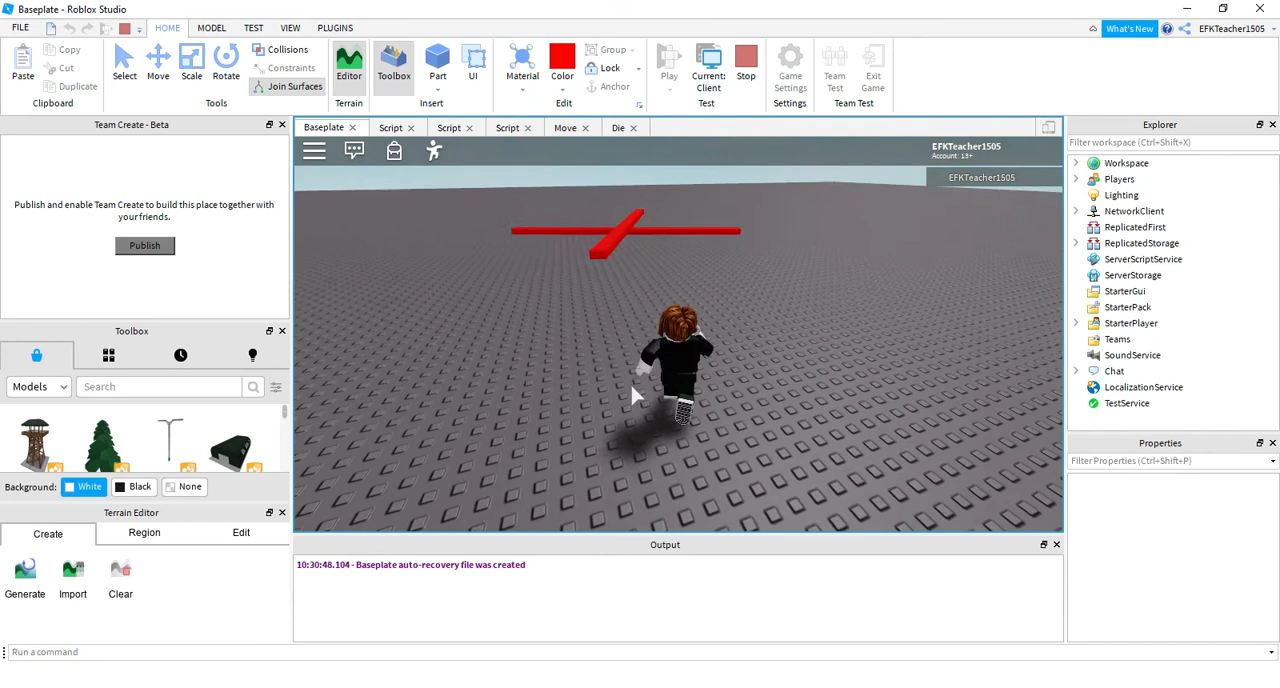 Baseplate - Roblox Studio
FILE HOME MODEL TEST VIEW PLUGINS What's New EFKTeacher1505
Paste Copy Cut Duplicate Clipboard
Select Move Scale Rotate Collisions Constraints Join Surfaces Tools
Editor Terrain
Toolbox Part UI Insert
Material Color Group Lock Anchor Edit
Play Current: Client Stop Test
Game Settings Settings
Team Test Exit Game Team Test
Team Create - Beta
Publish and enable Team Create to build this place together with
your friends.
Publish
Toolbox
Models Search
Background: White Black None
Terrain Editor
Create Region Edit
Generate Import Clear
Baseplate Script Script Script Move Die
EFKTeacher1505
Account: 13+
EFKTeacher1505
Output
10:30:48.104 - Baseplate auto-recovery file was created
Explorer
Filter workspace (Ctrl+Shift+X)
Workspace
Players
Lighting
NetworkClient
ReplicatedFirst
ReplicatedStorage
ServerScriptService
ServerStorage
StarterGui
StarterPack
StarterPlayer
Teams
SoundService
Chat
LocalizationService
TestService
Properties
Filter Properties (Ctrl+Shift+P)
Run a command